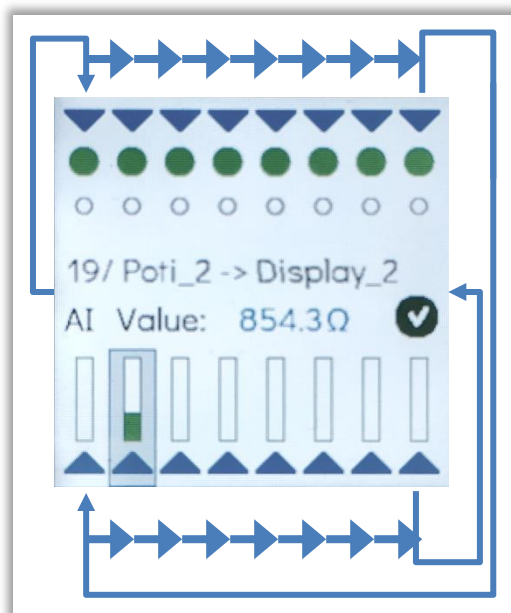 19/ Poti_2 -> Display_2
AI Value: 854.3Ω